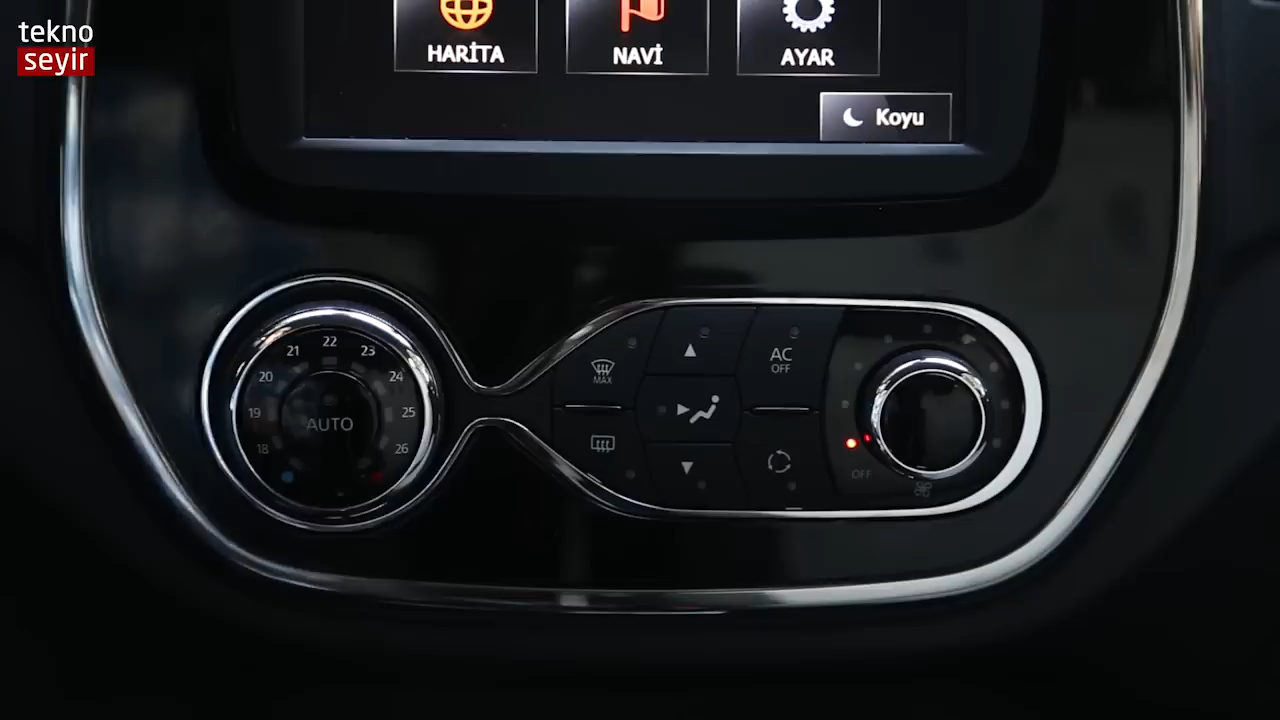 tekno
seyir
HARİTA
NAVİ
AYAR
Koyu
18
19
20
21
22
23
24
25
26
AUTO
MAX
AC
OFF
OFF